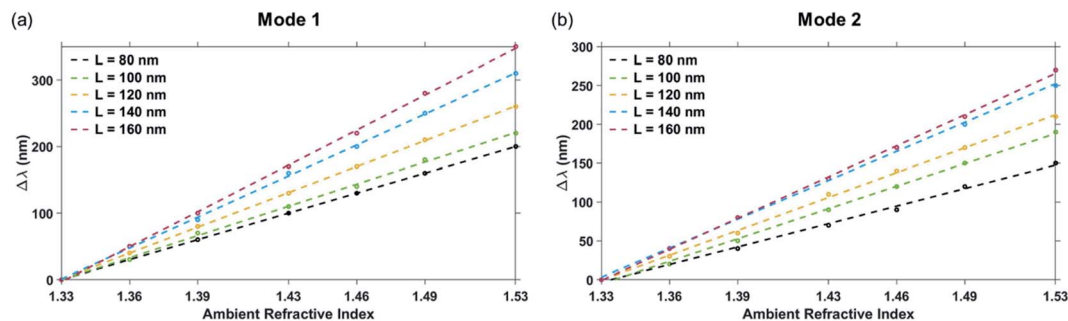 (a)
Mode 1
Δλ (nm)
300
200
100
0
L = 80 nm
L = 100 nm
L = 120 nm
L = 140 nm
L = 160 nm
1.33 1.36 1.39 1.43 1.46 1.49 1.53
Ambient Refractive Index
(b)
Mode 2
Δλ (nm)
300
250
200
150
100
50
0
L = 80 nm
L = 100 nm
L = 120 nm
L = 140 nm
L = 160 nm
1.33 1.36 1.39 1.43 1.46 1.49 1.53
Ambient Refractive Index